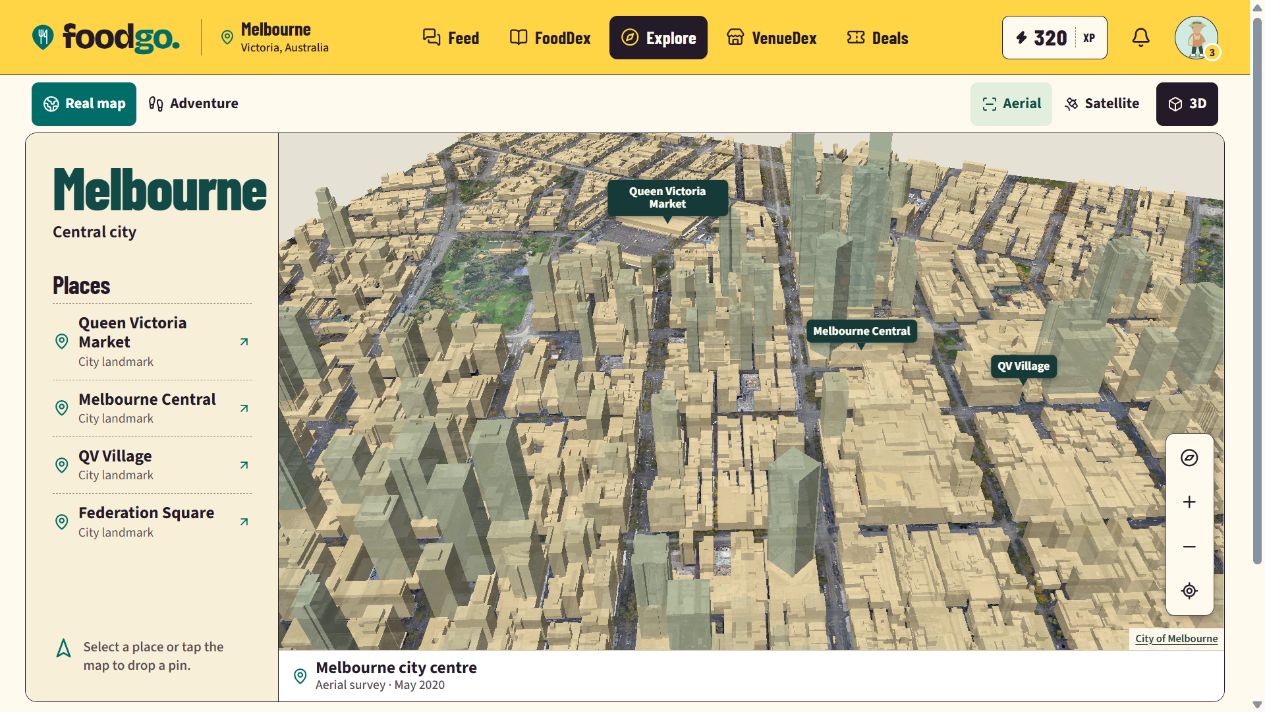 foodgo.
Melbourne
Victoria, Australia
Feed
FoodDex
Explore
VenueDex
Deals
320 XP
3
Real map
Adventure
Aerial
Satellite
3D
Melbourne
Central city
Places
Queen Victoria
Market
City landmark
Melbourne Central
City landmark
QV Village
City landmark
Federation Square
City landmark
Select a place or tap the
map to drop a pin.
Queen Victoria
Market
Melbourne Central
QV Village
City of Melbourne
Melbourne city centre
Aerial survey · May 2020